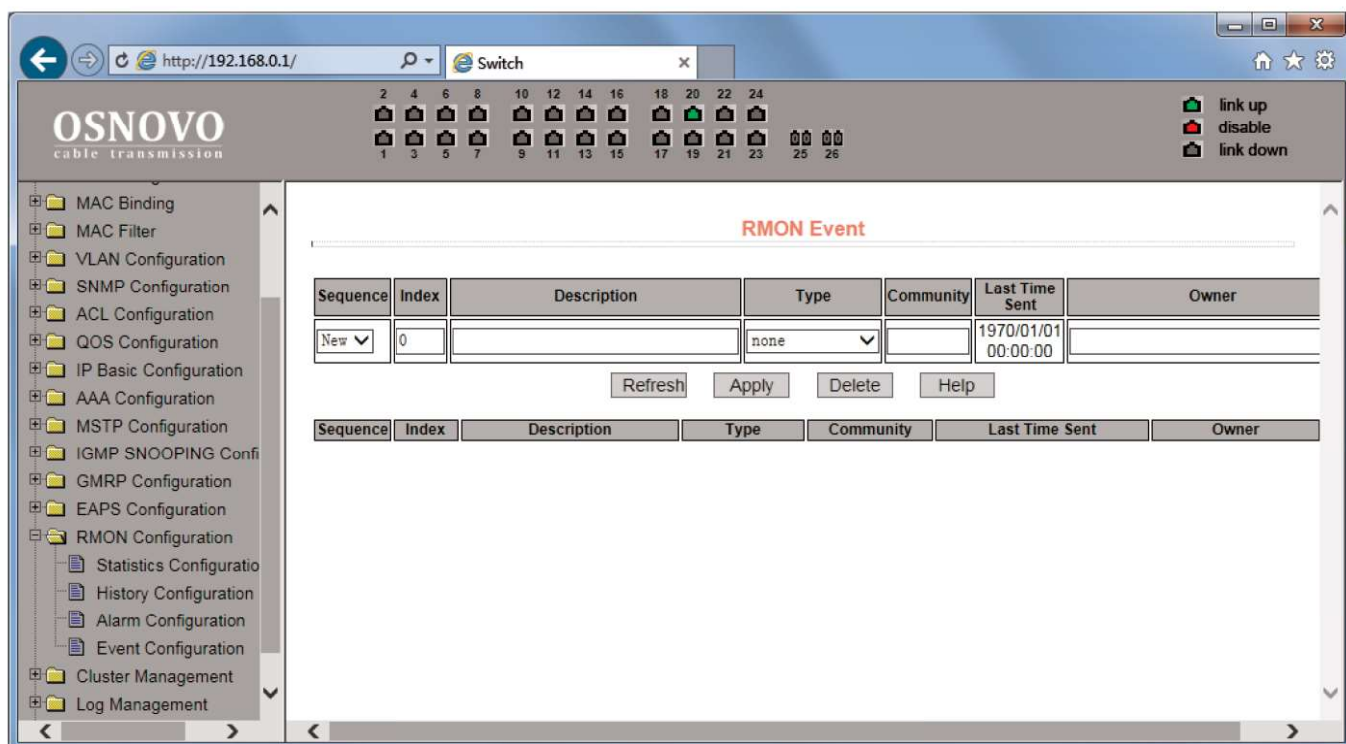 http://192.168.0.1/
Switch
OSNOVO
cable transmission
2 4 6 8 10 12 14 16 18 20 22 24
1 3 5 7 9 11 13 15 17 19 21 23 25 26
link up
disable
link down
MAC Binding
MAC Filter
VLAN Configuration
SNMP Configuration
ACL Configuration
QOS Configuration
IP Basic Configuration
AAA Configuration
MSTP Configuration
IGMP SNOOPING Confi
GMRP Configuration
EAPS Configuration
RMON Configuration
Statistics Configuratio
History Configuration
Alarm Configuration
Event Configuration
Cluster Management
Log Management
RMON Event
Sequence Index Description Type Community Last Time Sent Owner
New 0 none 1970/01/01 00:00:00
Refresh Apply Delete Help
Sequence Index Description Type Community Last Time Sent Owner